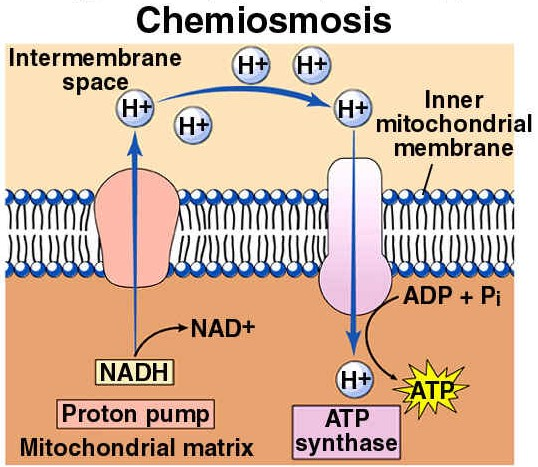 Chemiosmosis
Intermembrane
space
H+
H+
H+
H+
H+
Inner
mitochondrial
membrane
NAD+
ADP + Pi
NADH
H+
ATP
Proton pump
ATP
synthase
Mitochondrial matrix